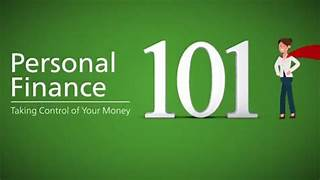 Personal
Finance
Taking Control of Your Money
101